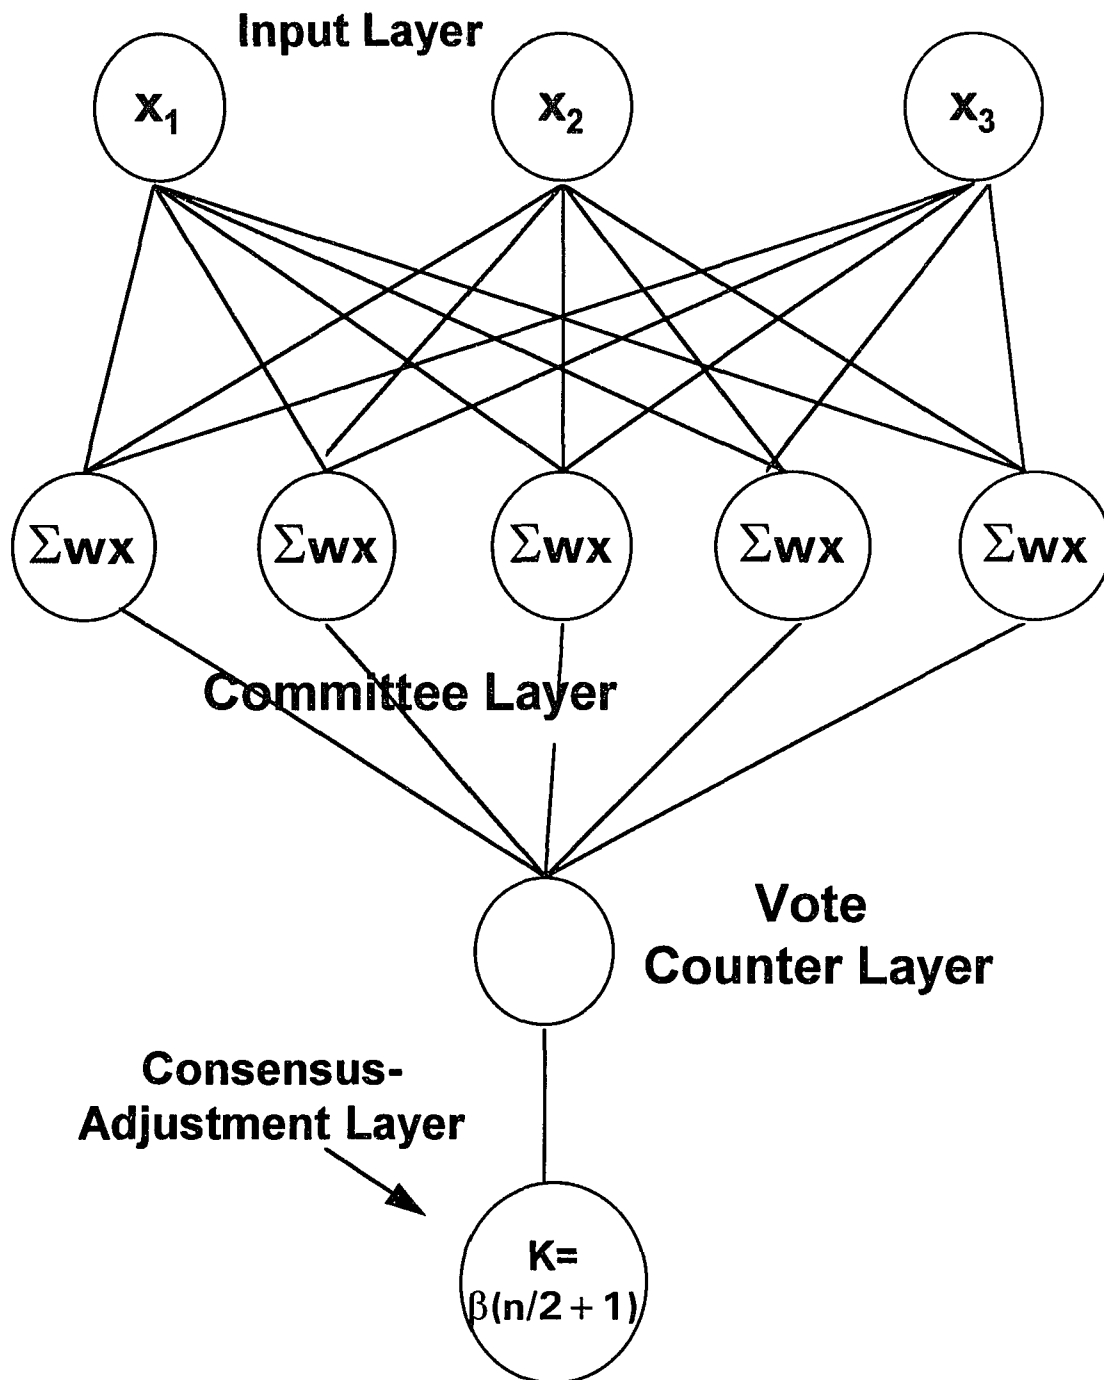 Input Layer
x₁ x₂ x₃
Σwx Σwx Σwx Σwx Σwx
Committee Layer
Vote
Counter Layer
Consensus-
Adjustment Layer
K=
β(n/2 + 1)